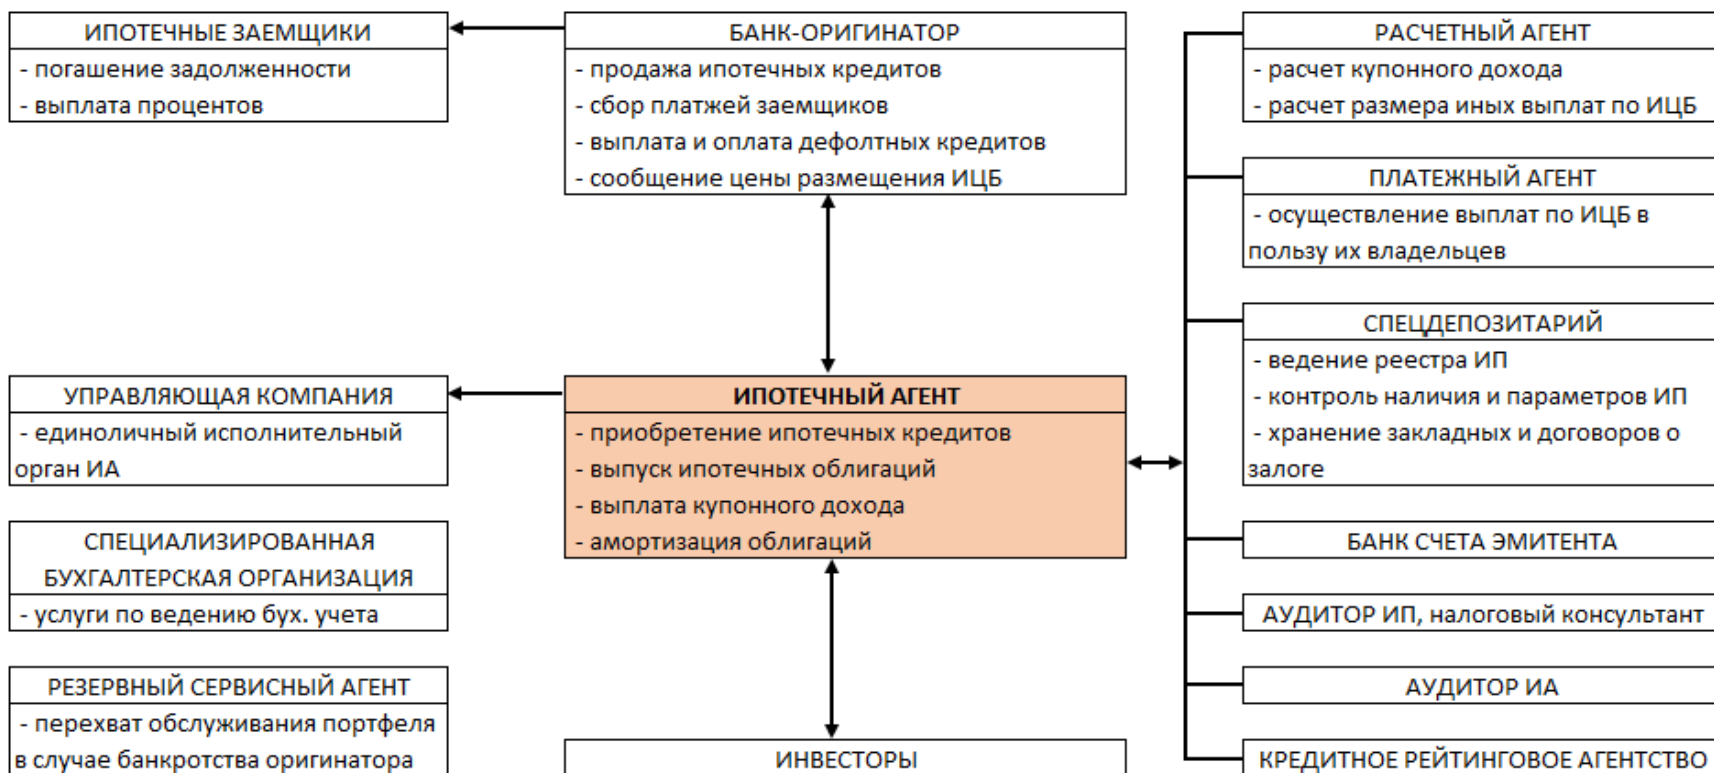 ИПОТЕЧНЫЕ ЗАЕМЩИКИ
- погашение задолженности
- выплата процентов
БАНК-ОРИГИНАТОР
- продажа ипотечных кредитов
- сбор платжей заемщиков
- выплата и оплата дефолтных кредитов
- сообщение цены размещения ИЦБ
РАСЧЕТНЫЙ АГЕНТ
- расчет купонного дохода
- расчет размера иных выплат по ИЦБ
ПЛАТЕЖНЫЙ АГЕНТ
- осуществление выплат по ИЦБ в
пользу их владельцев
СПЕЦДЕПОЗИТАРИЙ
- ведение реестра ИП
- контроль наличия и параметров ИП
- хранение закладных и договоров о
залоге
УПРАВЛЯЮЩАЯ КОМПАНИЯ
- единоличный исполнительный
орган ИА
ИПОТЕЧНЫЙ АГЕНТ
- приобретение ипотечных кредитов
- выпуск ипотечных облигаций
- выплата купонного дохода
- амортизация облигаций
СПЕЦИАЛИЗИРОВАННАЯ
БУХГАЛТЕРСКАЯ ОРГАНИЗАЦИЯ
- услуги по ведению бух. учета
БАНК СЧЕТА ЭМИТЕНТА
АУДИТОР ИП, налоговый консультант
РЕЗЕРВНЫЙ СЕРВИСНЫЙ АГЕНТ
- перехват обслуживания портфеля
в случае банкротства оригинатора
АУДИТОР ИА
ИНВЕСТОРЫ
КРЕДИТНОЕ РЕЙТИНГОВОЕ АГЕНТСТВО